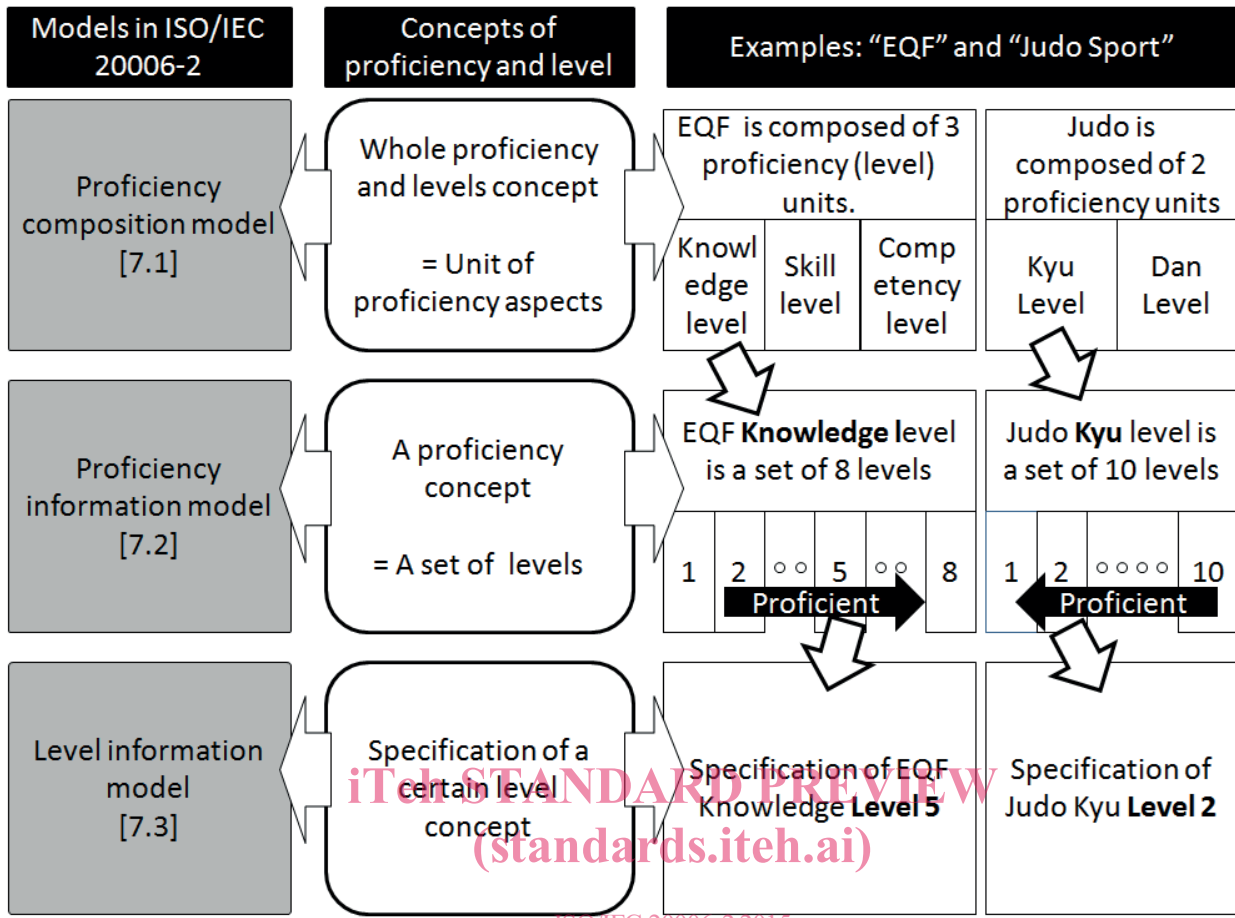 Models in ISO/IEC
20006-2
Concepts of
proficiency and level
Examples: “EQF” and “Judo Sport”
Proficiency
composition model
[7.1]
Whole proficiency
and levels concept
= Unit of
proficiency aspects
EQF is composed of 3
proficiency (level)
units.
Knowl
edge
level
Skill
level
Comp
etency
level
Judo is
composed of 2
proficiency units
Kyu
Level
Dan
Level
Proficiency
information model
[7.2]
A proficiency
concept
= A set of levels
EQF Knowledge level
is a set of 8 levels
1 2 ○ ○ 5 ○ ○ 8
Proficient
Judo Kyu level is
a set of 10 levels
1 2 ○ ○ ○ ○ 10
Proficient
Level information
model
[7.3]
Specification of a
certain level
concept
Specification of EQF
Knowledge Level 5
Specification of
Judo Kyu Level 2
iTeh STANDARD PREVIEW
(standards.iteh.ai)